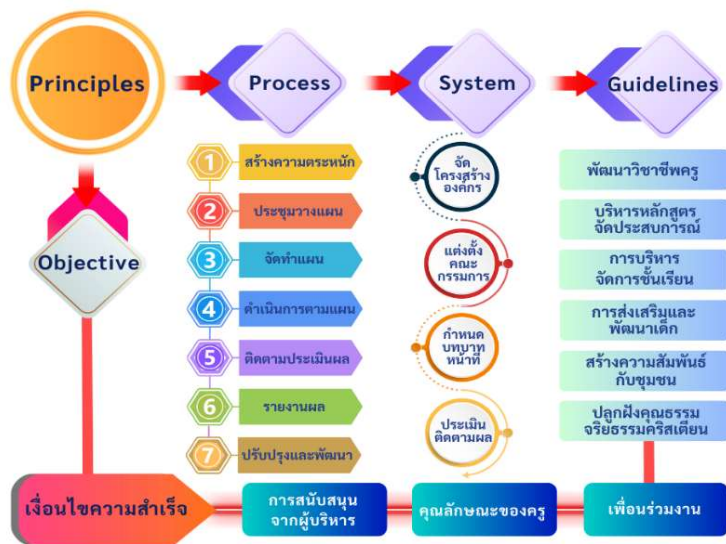 Principles
Process
System
Guidelines
Objective
1
สร้างความตระหนัก
2
ประชุมวางแผน
3
จัดทำแผน
4
ดำเนินการตามแผน
5
ติดตามประเมินผล
6
รายงานผล
7
ปรับปรุงและพัฒนา
จัด
โครงสร้าง
องค์กร
แต่งตั้ง
คณะ
กรรมการ
กำหนด
บทบาท
หน้าที่
ประเมิน
ติดตามผล
พัฒนาวิชาชีพครู
บริหารหลักสูตร
จัดประสบการณ์
การบริหาร
จัดการชั้นเรียน
การส่งเสริมและ
พัฒนาเด็ก
สร้างความสัมพันธ์
กับชุมชน
ปลูกฝังคุณธรรม
จริยธรรมคริสเตียน
เงื่อนไขความสำเร็จ
การสนับสนุน
จากผู้บริหาร
คุณลักษณะของครู
เพื่อนร่วมงาน